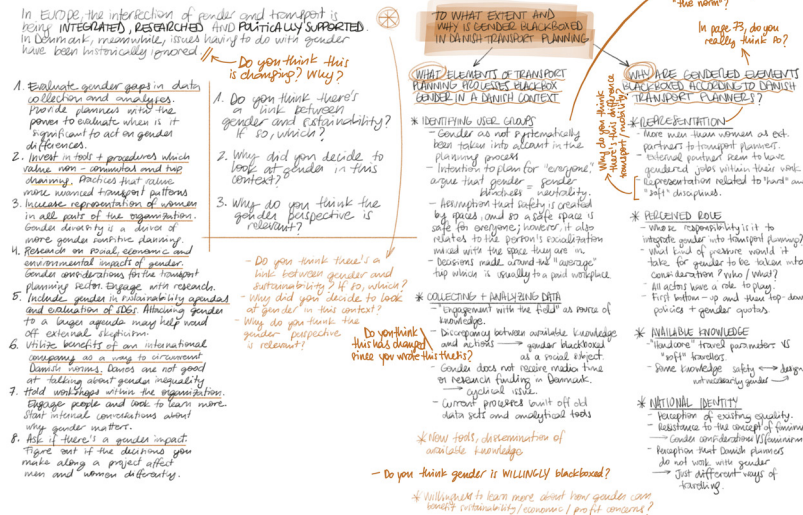 In EUROPE, the intersection of gender and transport is
being INTEGRATED, RESEARCHED AND POLITICALLY SUPPORTED.
In Denmark, meanwhile, issues having to do with gender
have been historically ignored.
Do you think this
is changing? Why?
1. Evaluate gender gaps in data
collection and analyses.
Provide planners with the
power to evaluate when it is
significant to act on gender
differences.
2. Invest in tools + procedures which
value non-commutes and trip
chaining. Practices that value
more nuanced transport patterns
3. Increase representation of women
in all parts of the organization.
Gender diversity is a driver of
more gender sensitive planning.
4. Research on social, economic and
environmental impacts of gender.
Gender considerations for the transport
planning sector. Engage with research.
5. Include gender in sustainability agendas
and evaluation of SDGs. Attaching gender
to a larger agenda may help ward
off external skepticism.
6. Utilize benefits of an international
company as a way to circumvent
Danish norms. Danes are not good
at talking about gender inequality
7. Hold workshops within the organization.
Engage people and look to learn more.
Start internal conversations about
why gender matters.
8. Ask if there's a gender impact.
Figure out if the decisions you
make along a project affect
men and women differently.
1. Do you think there's
a link between
gender and sustainability?
If so, which?
2. Why did you decide to
look at gender in this
context?
3. Why do you think the
gender perspective is
relevant?
- Do you think there's a
link between gender and
sustainability? If so, which?
- Why did you decide to look
at gender in this context?
- Why do you think the
gender perspective
is relevant?
TO WHAT EXTENT AND
WHY IS GENDER BLACKBOXED
IN DANISH TRANSPORT PLANNING
WHAT ELEMENTS OF TRANSPORT
PLANNING PROCESSES BLACKBOX
GENDER IN A DANISH CONTEXT
* IDENTIFYING USER GROUPS
- Gender as not systematically
been taken into account in the
planning process
- Intention to plan for "everyone",
argue that gender = gender
blindness neutrality.
- Assumption that safety is created
by spaces, and so a safe space is
safe for everyone; however, it also
relates to the person's socialization
mixed with the space they are in
- Decisions made around the "average"
trip which is usually to a paid workplace
* COLLECTING + ANALYZING DATA
- "Engagement with the field" as source of
knowledge.
- Discrepancy between available knowledge
and actions → gender blackboxed
as a social subject.
- Gender does not receive media time
or research funding in Denmark.
→ cyclical issue.
- Current processes built off old
data sets and analytical tools
Do you think
this has changed
since you wrote this thesis?
* New tools, dissemination of
available knowledge
- Do you think gender is WILLINGLY blackboxed?
* Willingness to learn more about how gender can
benefit sustainability/economic/profit concerns?
the norm"?
In page 73, do you
really think so?
WHY ARE GENDERED ELEMENTS
BLACKBOXED ACCORDING TO DANISH
TRANSPORT PLANNERS?
Why do you think
there's this difference
transport/mobility?
* REPRESENTATION
- More men than women as ext.
partners to transport planners.
- External partners seem to have
gendered jobs within their work
Representation related to "hard" an
"soft" disciplines.
* PERCEIVED ROLE
- Whose responsibility is it to
integrate gender into transport planning?
- What kind of pressure would it
take for gender to be taken into
consideration? Who / What?
- All actors have a role to play.
- First bottom-up and then top-down
policies + gender quotas.
* AVAILABLE KNOWLEDGE
- "Hardcore" travel parameters VS
"soft" travellers.
- Some knowledge safety ↔ design
not necessarily gender
* NATIONAL IDENTITY
- Perception of existing equality.
- Resistance to the concept of feminism
→ Gender considerations VS feminism
- Perception that Danish planners
do not work with gender
→ Just different ways of
travelling.